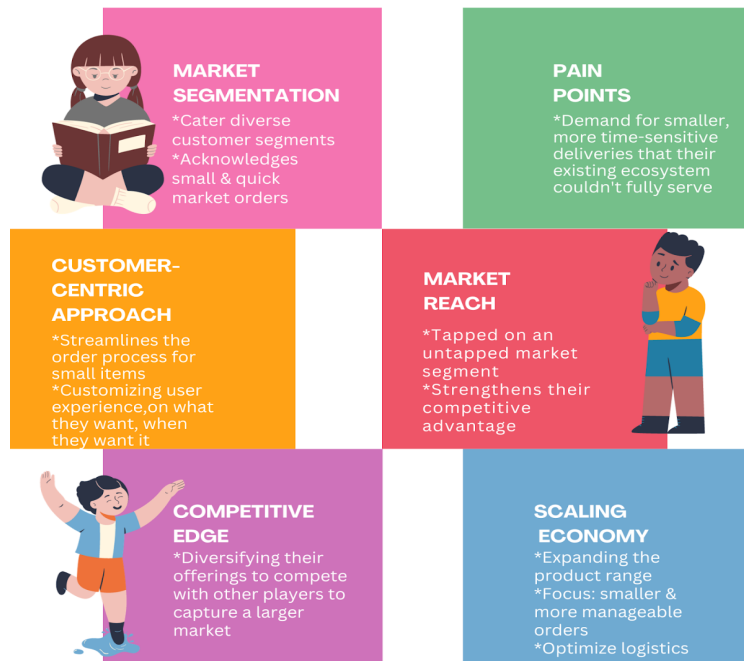 MARKET
SEGMENTATION
*Cater diverse
customer segments
*Acknowledges
small & quick
market orders
PAIN
POINTS
*Demand for smaller,
more time-sensitive
deliveries that their
existing ecosystem
couldn't fully serve
CUSTOMER-
CENTRIC
APPROACH
*Streamlines the
order process for
small items
*Customizing user
experience,on what
they want, when
they want it
MARKET
REACH
*Tapped on an
untapped market
segment
*Strengthens their
competitive
advantage
COMPETITIVE
EDGE
*Diversifying their
offerings to compete
with other players to
capture a larger
market
SCALING
ECONOMY
*Expanding the
product range
*Focus: smaller &
more manageable
orders
*Optimize logistics